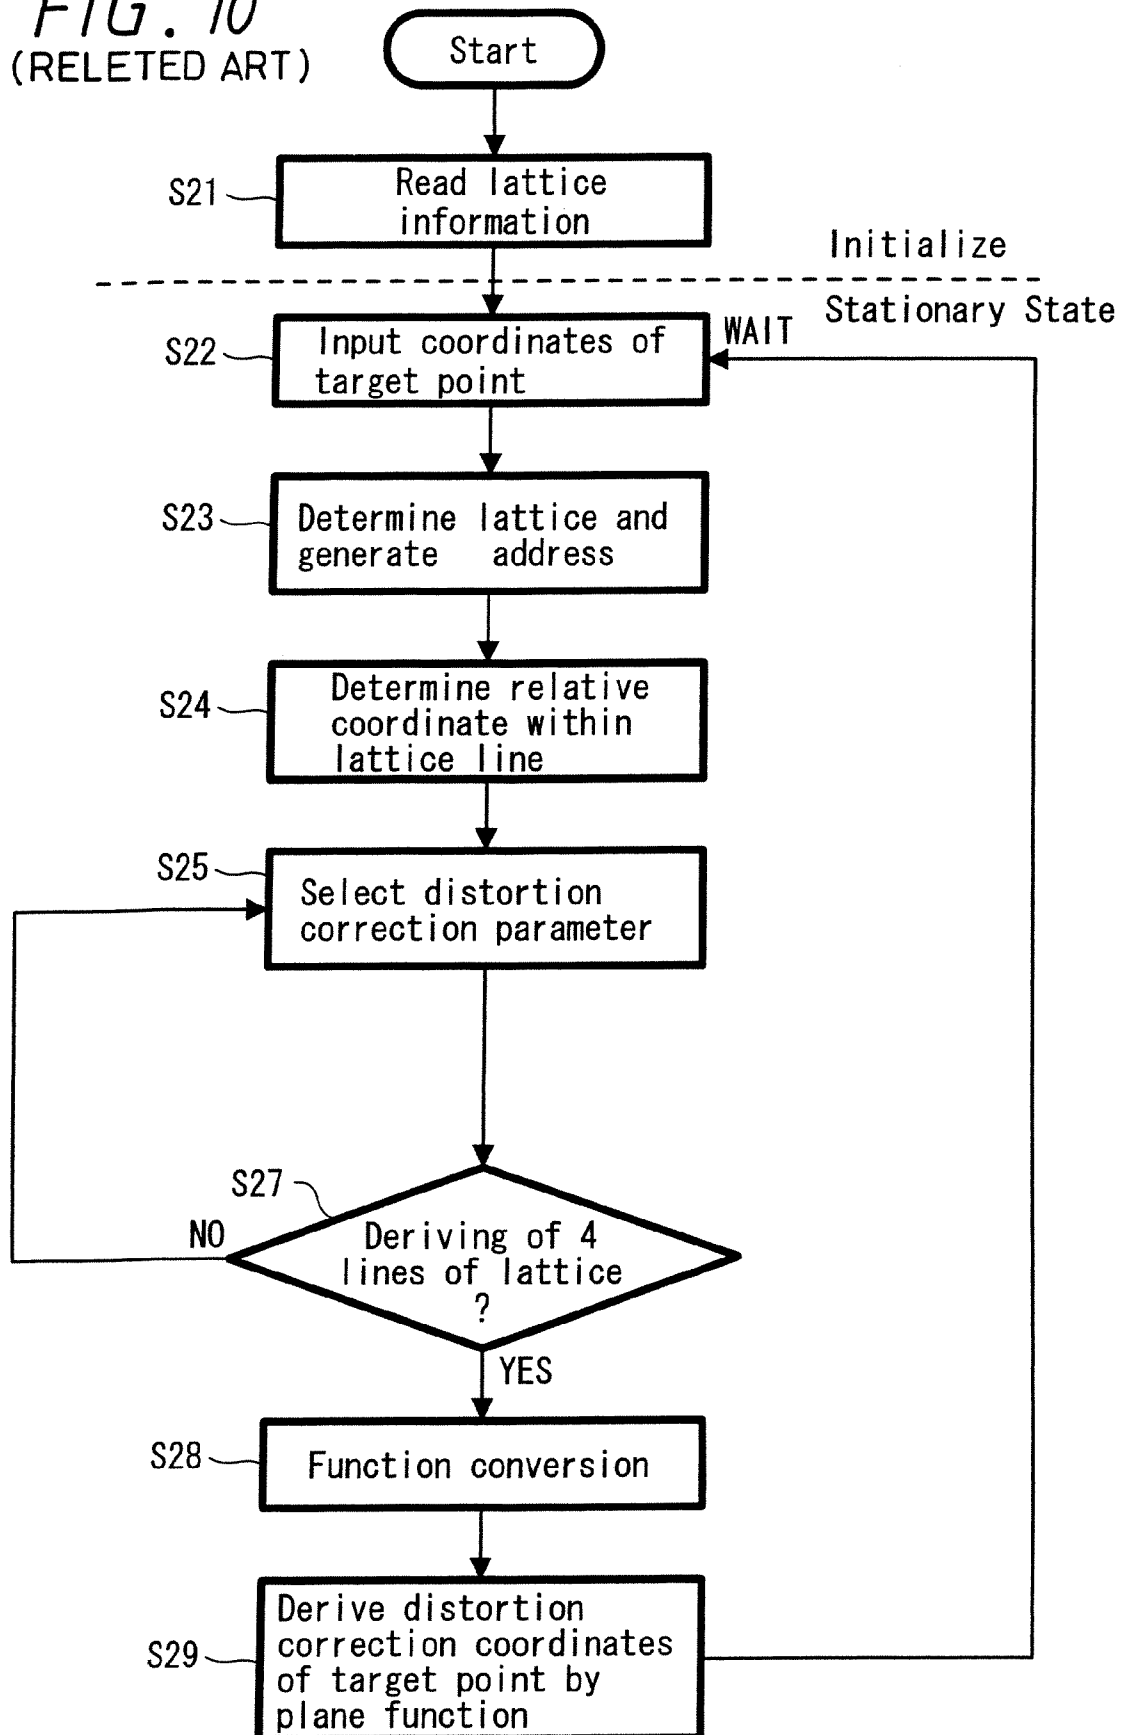 FIG. 10
(RELETED ART)
Start
S21
Read lattice
information
Initialize
Stationary State
WAIT
S22
Input coordinates of
target point
S23
Determine lattice and
generate address
S24
Determine relative
coordinate within
lattice line
S25
Select distortion
correction parameter
S27
NO
Deriving of 4
lines of lattice
?
YES
S28
Function conversion
S29
Derive distortion
correction coordinates
of target point by
plane function